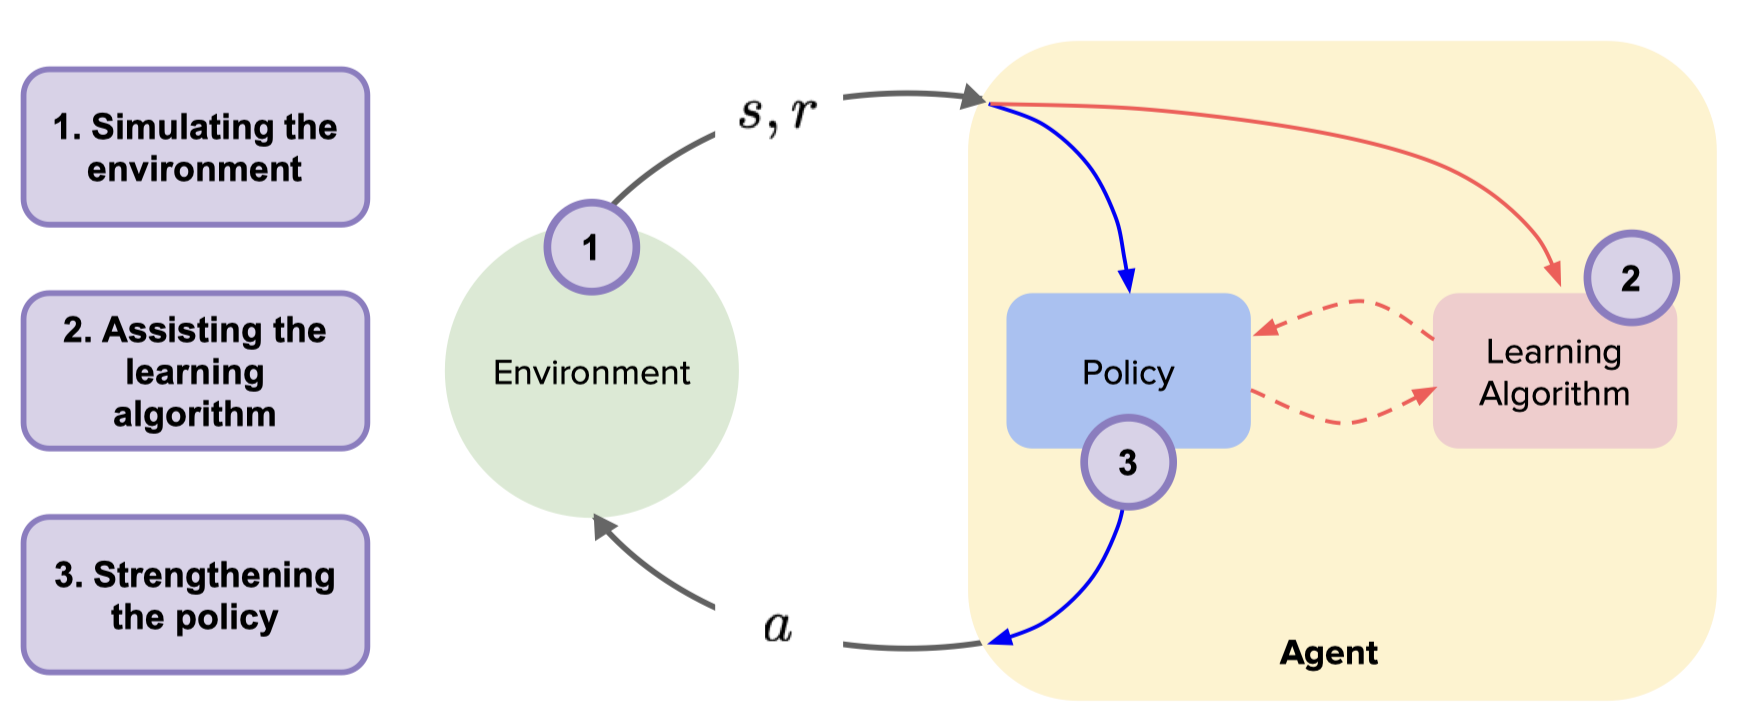 1. Simulating the
environment
2. Assisting the
learning
algorithm
3. Strengthening
the policy
s, r
1
Environment
a
2
Policy
Learning
Algorithm
3
Agent